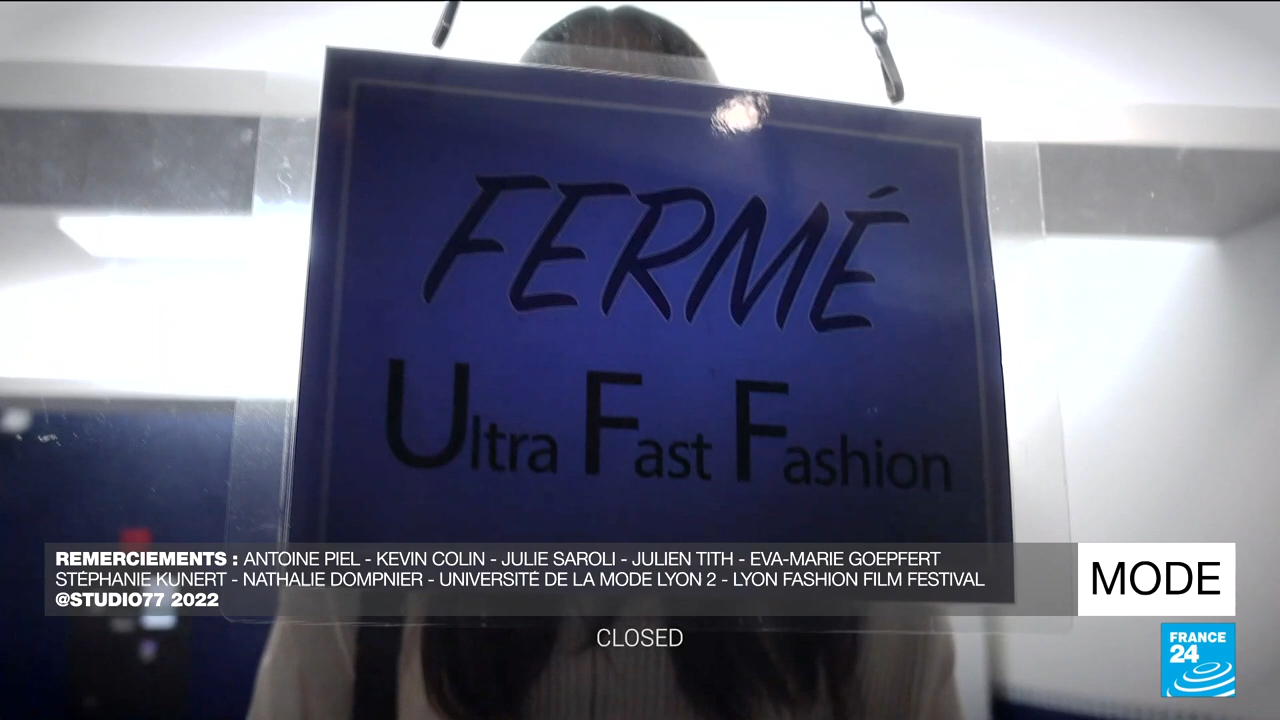 FERMÉ
Ultra Fast Fashion
REMERCIEMENTS : ANTOINE PIEL - KEVIN COLIN - JULIE SAROLI - JULIEN TITH - EVA-MARIE GOEPFERT
STÉPHANIE KUNERT - NATHALIE DOMPNIER - UNIVERSITÉ DE LA MODE LYON 2 - LYON FASHION FILM FESTIVAL
@STUDIO77 2022
MODE
CLOSED
FRANCE
24